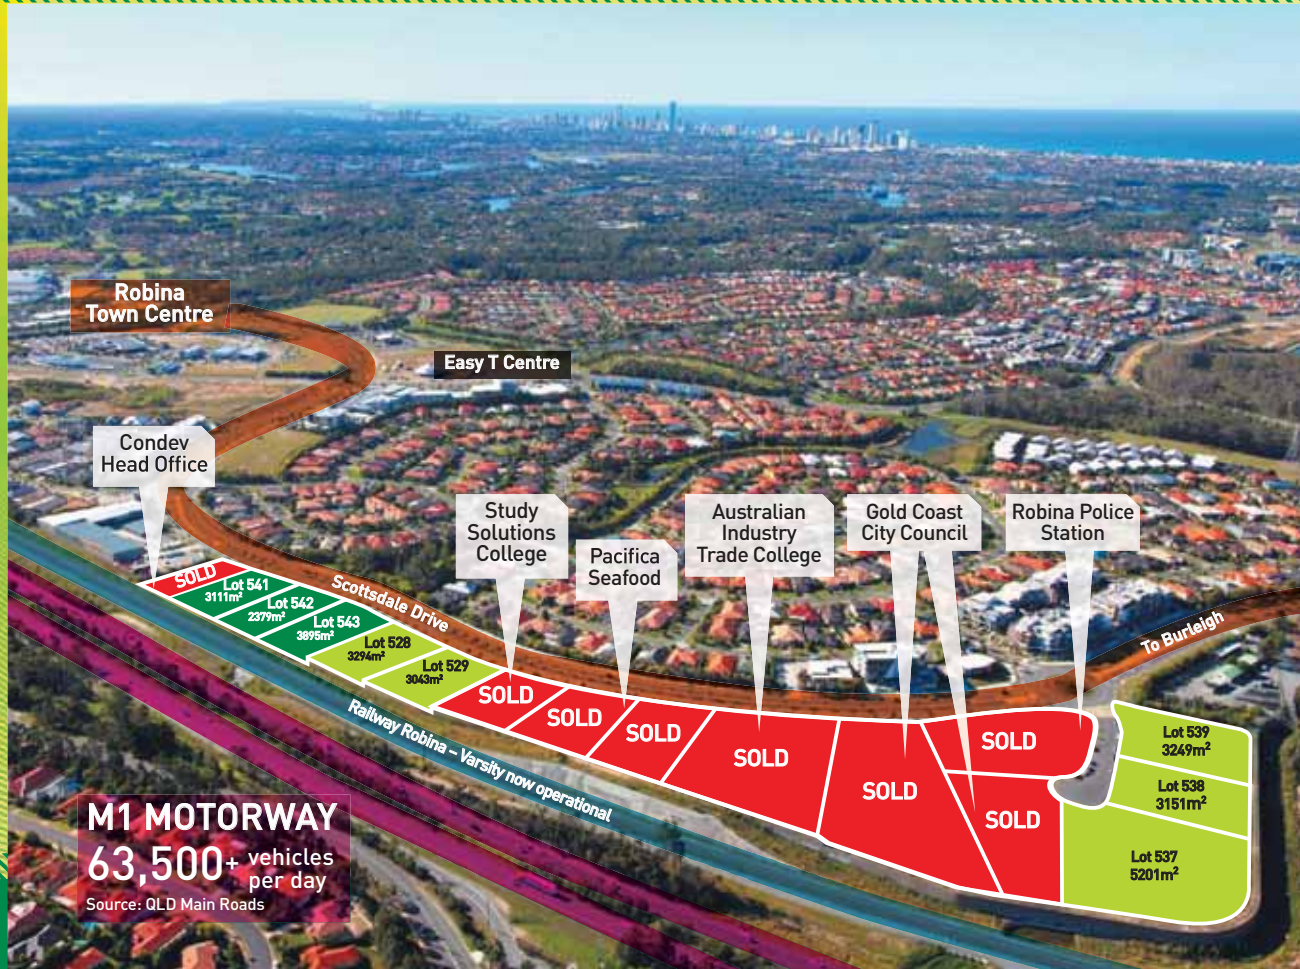 Robina
Town Centre
Easy T Centre
Condev
Head Office
Study
Solutions
College
Pacifica
Seafood
Australian
Industry
Trade College
Gold Coast
City Council
Robina Police
Station
SOLD
Lot 541
3111m²
Lot 542
2379m²
Lot 543
3895m²
Lot 528
3294m²
Lot 529
3043m²
Scottsdale Drive
To Burleigh
SOLD
SOLD
SOLD
SOLD
SOLD
SOLD
SOLD
Lot 539
3249m²
Lot 538
3151m²
Lot 537
5201m²
Railway Robina – Varsity now operational
M1 MOTORWAY
63,500+ vehicles
per day
Source: QLD Main Roads